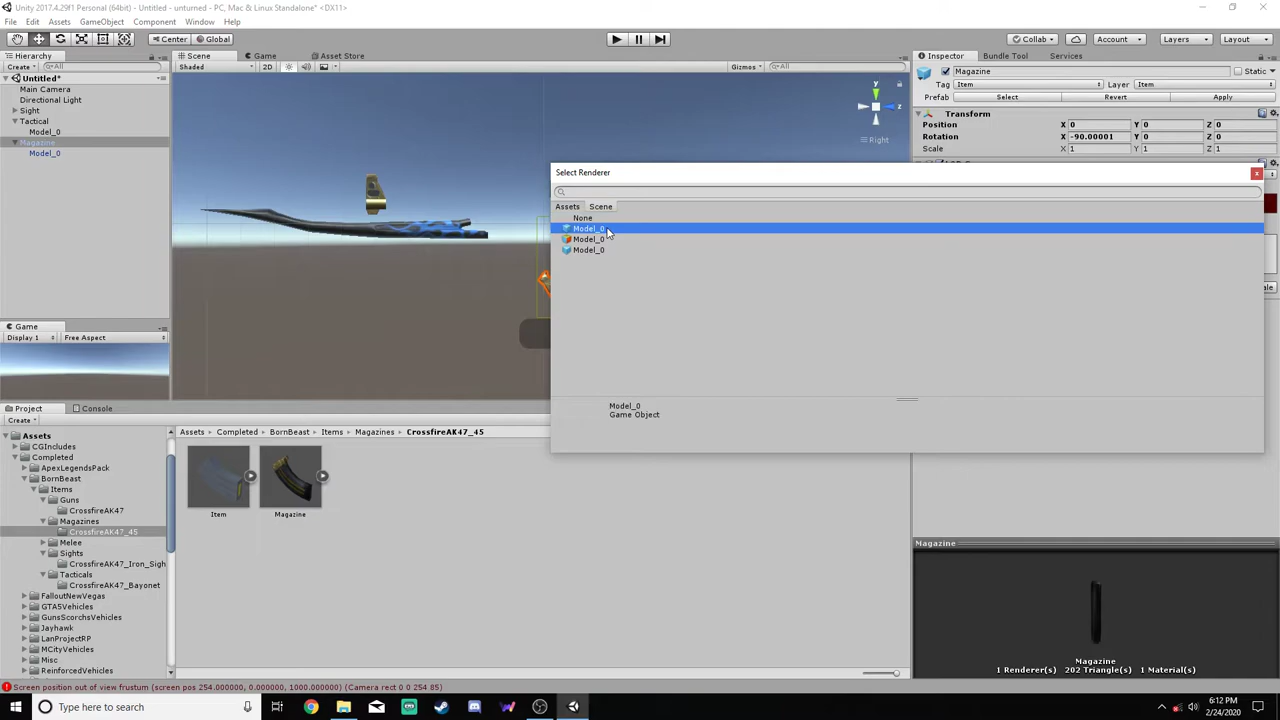 Unity 2017.4.29f1 Personal (64bit) - Untitled - unturned - PC, Mac & Linux Standalone* <DX11>
File Edit Assets GameObject Component Window Help
Center Global Collab Account Layers Layout
Hierarchy Scene Game Asset Store Inspector Bundle Tool Services
Create All Shaded 2D Gizmos All Magazine Static
Untitled* Tag Item Layer Item
Main Camera Prefab Select Revert Apply
Directional Light
Sight Transform
Tactical Position X 0 Y 0 Z 0
Model_0 Rotation X -90.00001 Y 0 Z 0
Magazine Scale X 1 Y 1 Z 1
Model_0
y
z
Right
Select Renderer
Assets Scene
None
Model_0
Model_0
Model_0
Model_0
Game Object
Game
Display 1 Free Aspect
Project Console
Create
Assets Completed BornBeast Items Magazines CrossfireAK47_45
Assets
CGIncludes
Completed
ApexLegendsPack
BornBeast
Items
Guns
CrossfireAK47
Magazines
CrossfireAK47_45
Melee
Sights
CrossfireAK47_Iron_Sigh
Tacticals
CrossfireAK47_Bayonet
FalloutNewVegas
GTA5Vehicles
GunsScorchsVehicles
Jayhawk
LanProjectRP
MCityVehicles
Misc
ReinforcedVehicles
Item Magazine
Magazine
Magazine
1 Renderer(s) 202 Triangle(s) 1 Material(s)
Screen position out of view frustum (screen pos 254.000000, 0.000000, 1000.000000) (Camera rect 0 0 254 85)
Type here to search
6:12 PM
2/24/2020